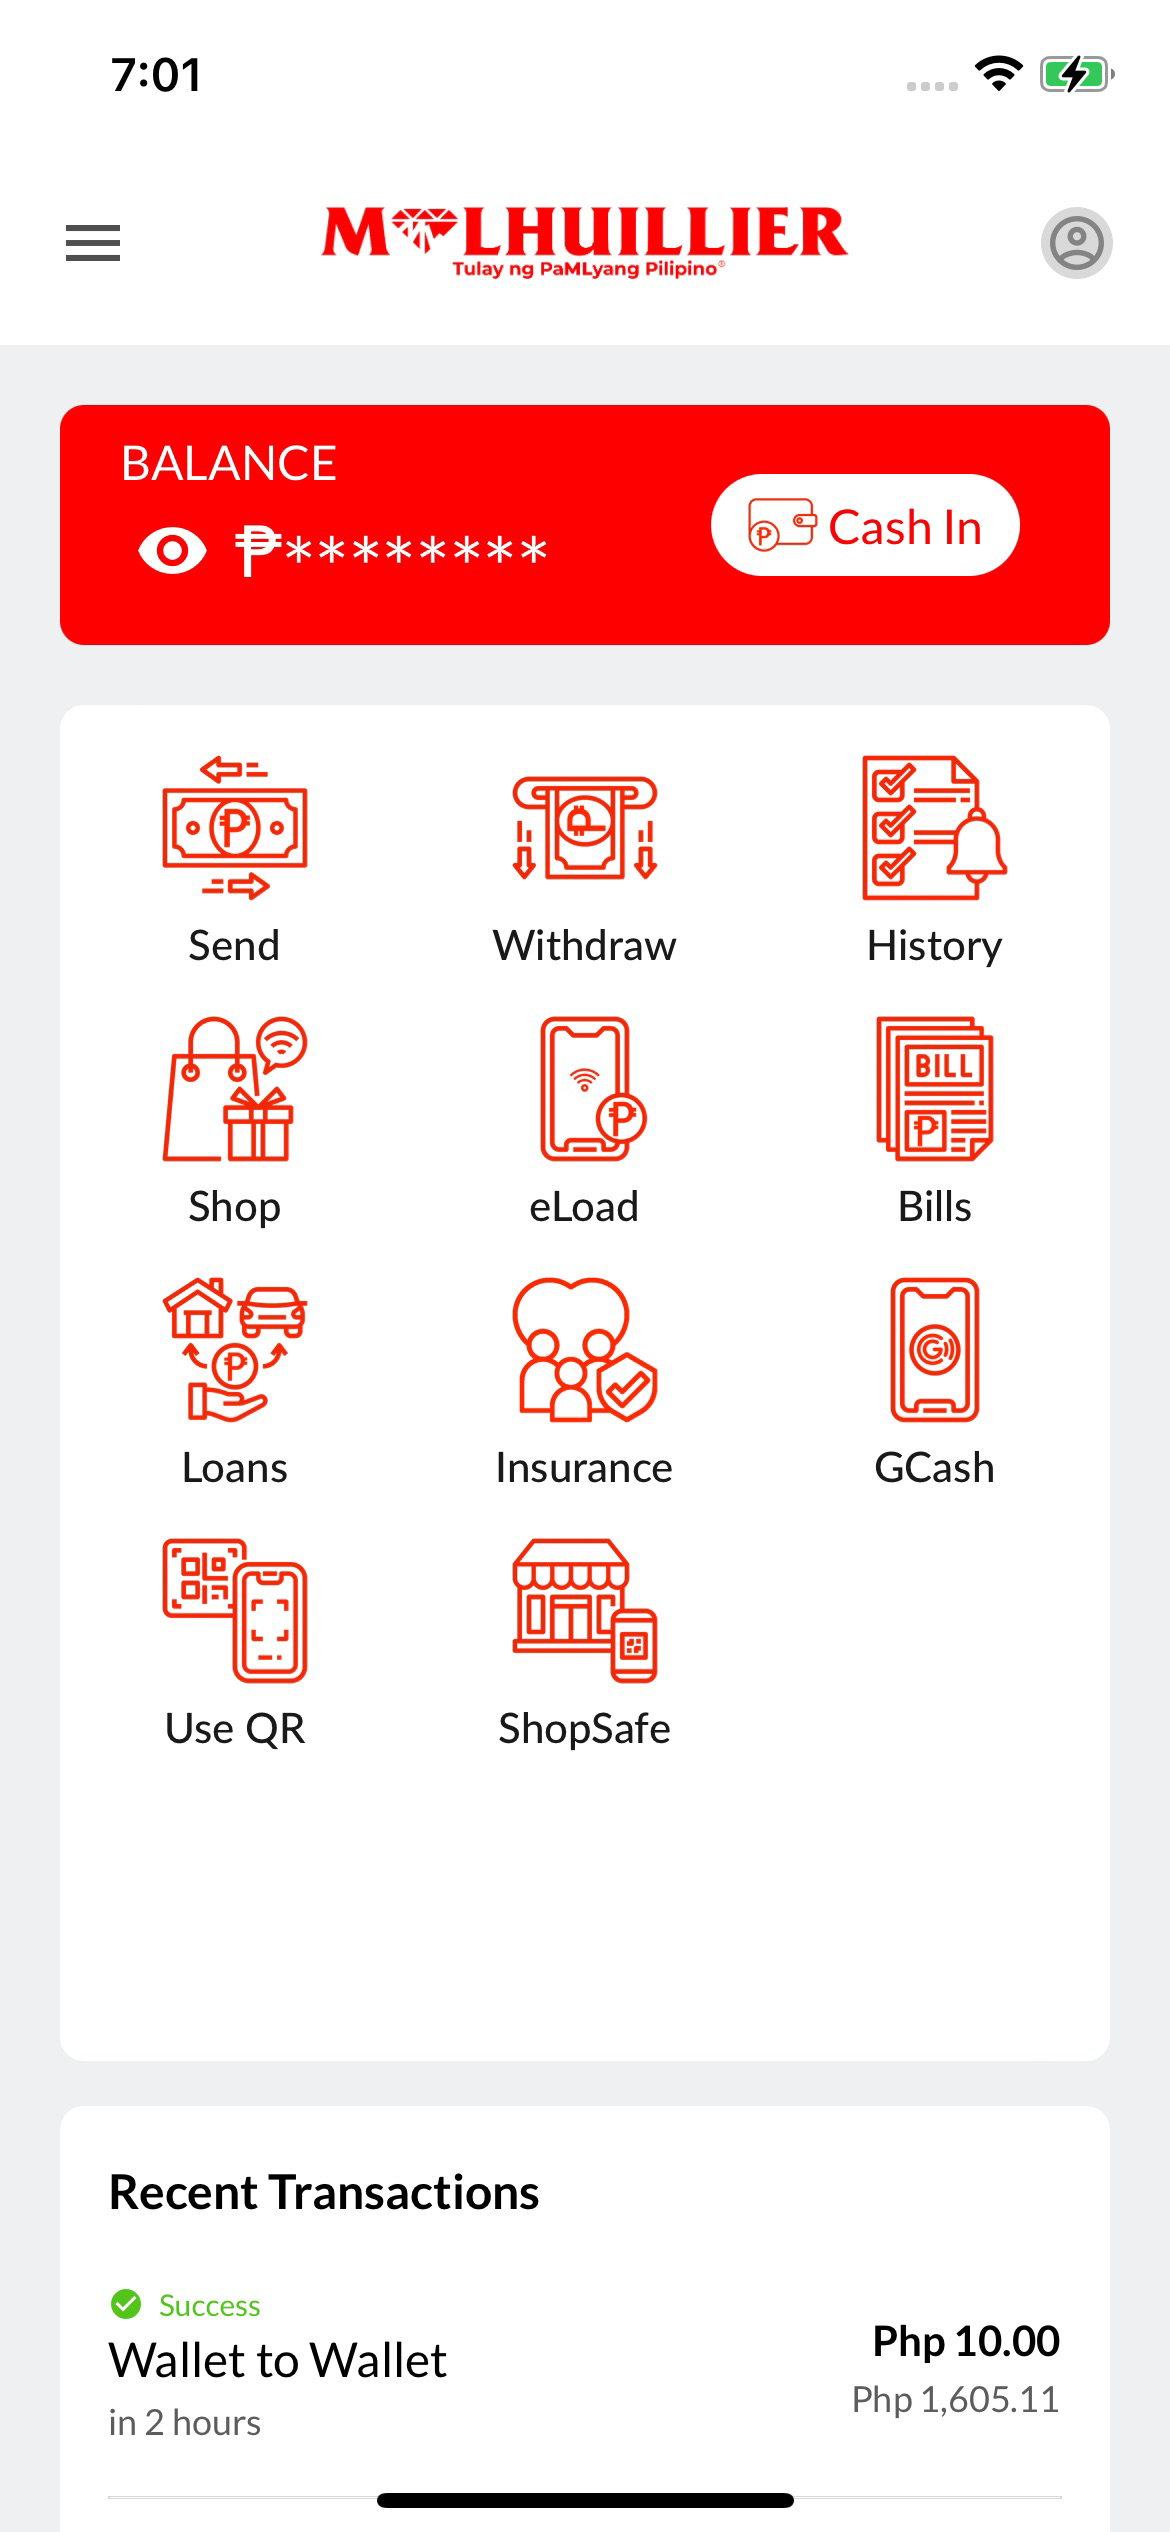 7:01
M LHUILLIER
Tulay ng PaMLyang Pilipino®
BALANCE
₱********
Cash In
Send
Withdraw
History
BILL
Shop
eLoad
Bills
Loans
Insurance
GCash
Use QR
ShopSafe
Recent Transactions
Success
Wallet to Wallet
in 2 hours
Php 10.00
Php 1,605.11